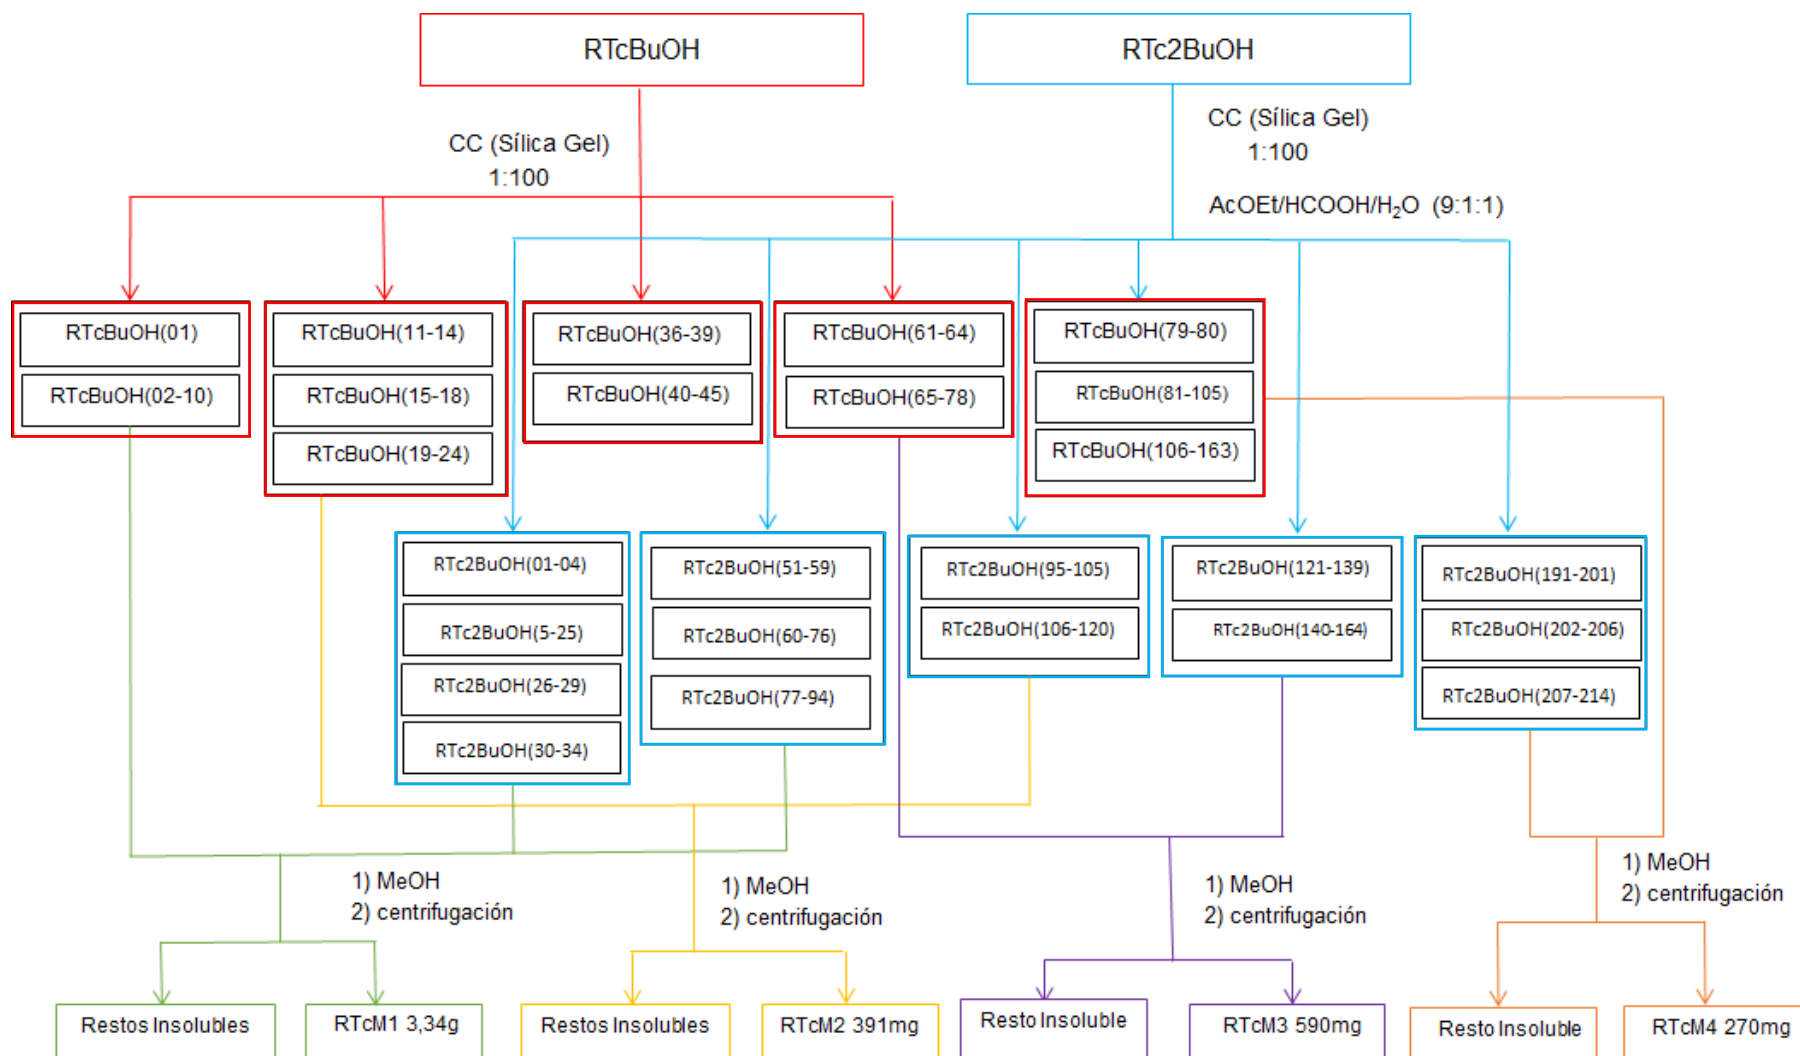 RTcBuOH
RTc2BuOH
CC (Sílica Gel)
1:100
CC (Sílica Gel)
1:100
AcOEt/HCOOH/H₂O (9:1:1)
RTcBuOH(01)
RTcBuOH(02-10)
RTcBuOH(11-14)
RTcBuOH(15-18)
RTcBuOH(19-24)
RTcBuOH(36-39)
RTcBuOH(40-45)
RTcBuOH(61-64)
RTcBuOH(65-78)
RTcBuOH(79-80)
RTcBuOH(81-105)
RTcBuOH(106-163)
RTc2BuOH(01-04)
RTc2BuOH(5-25)
RTc2BuOH(26-29)
RTc2BuOH(30-34)
RTc2BuOH(51-59)
RTc2BuOH(60-76)
RTc2BuOH(77-94)
RTc2BuOH(95-105)
RTc2BuOH(106-120)
RTc2BuOH(121-139)
RTc2BuOH(140-164)
RTc2BuOH(191-201)
RTc2BuOH(202-206)
RTc2BuOH(207-214)
1) MeOH
2) centrifugación
1) MeOH
2) centrifugación
1) MeOH
2) centrifugación
1) MeOH
2) centrifugación
Restos Insolubles
RTcM1 3,34g
Restos Insolubles
RTcM2 391mg
Resto Insoluble
RTcM3 590mg
Resto Insoluble
RTcM4 270mg